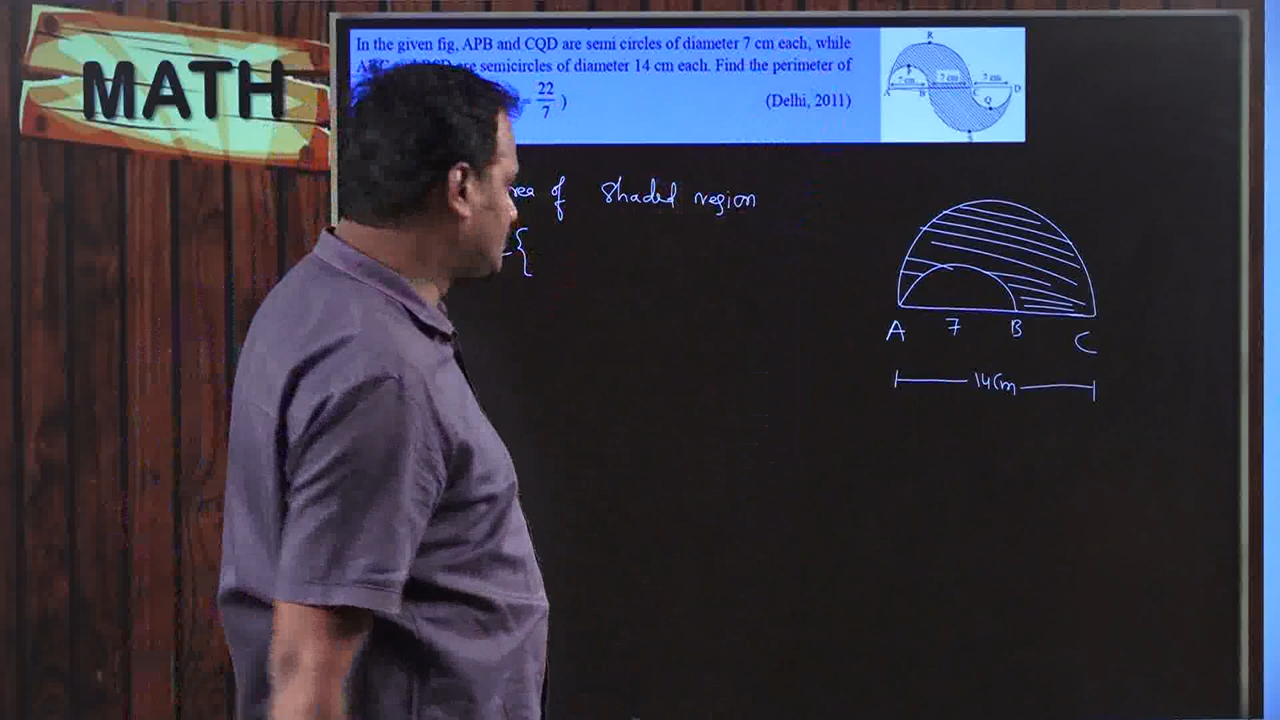 MATH
In the given fig, APB and CQD are semi circles of diameter 7 cm each, while
semicircles of diameter 14 cm each. Find the perimeter of
= 22/7 ) (Delhi, 2011)
R
7 cm 7 cm 7 cm
A B C D
Q
of shaded region
= {
A 7 B C
14 cm